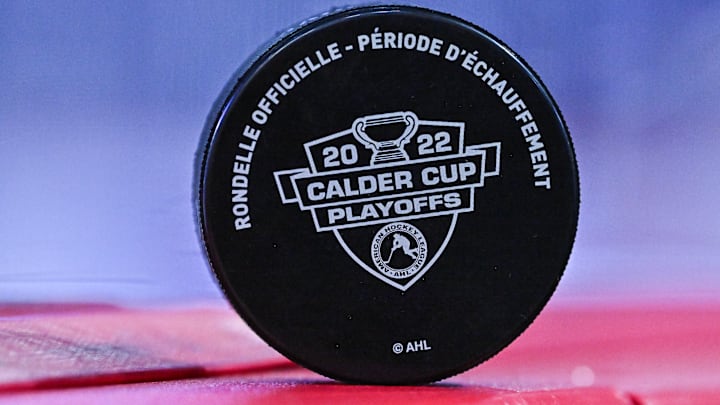 RONDELLE OFFICIELLE - PÉRIODE D'ÉCHAUFFEMENT
20 22
CALDER CUP
PLAYOFFS
AMERICAN HOCKEY LEAGUE
AHL
© AHL